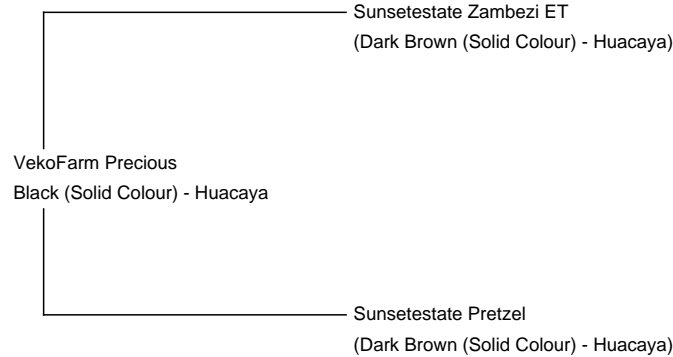 Sunsetestate Zambezi ET
(Dark Brown (Solid Colour) - Huacaya)
VekoFarm Precious
Black (Solid Colour) - Huacaya
Sunsetestate Pretzel
(Dark Brown (Solid Colour) - Huacaya)